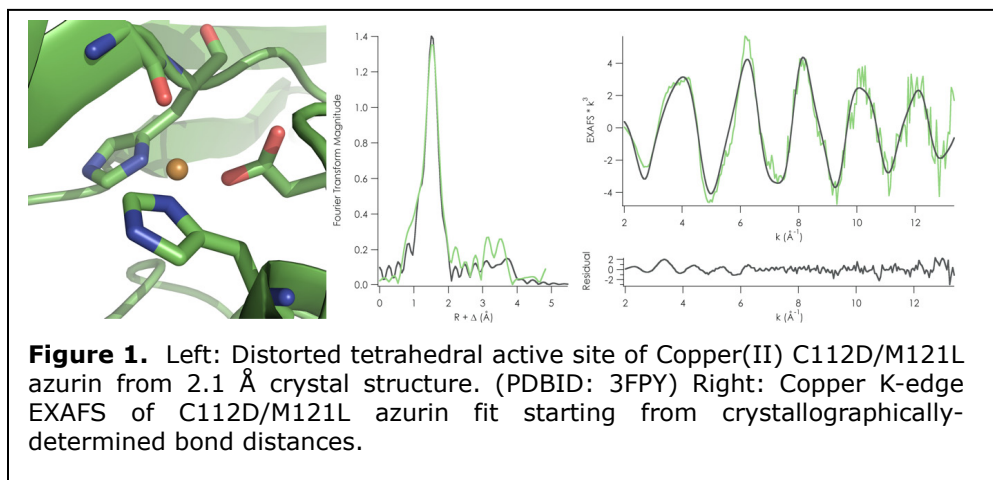 1.4
1.2
1.0
0.8
0.6
0.4
0.2
0.0
Fourier Transform Magnitude
0 1 2 3 4 5
R + Δ (Å)
4
2
0
-2
-4
EXAFS * k³
2 4 6 8 10 12
k (Å⁻¹)
2
0
-2
Residual
2 4 6 8 10 12
k (Å⁻¹)
Figure 1. Left: Distorted tetrahedral active site of Copper(II) C112D/M121L
azurin from 2.1 Å crystal structure. (PDBID: 3FPY) Right: Copper K-edge
EXAFS of C112D/M121L azurin fit starting from crystallographically-
determined bond distances.